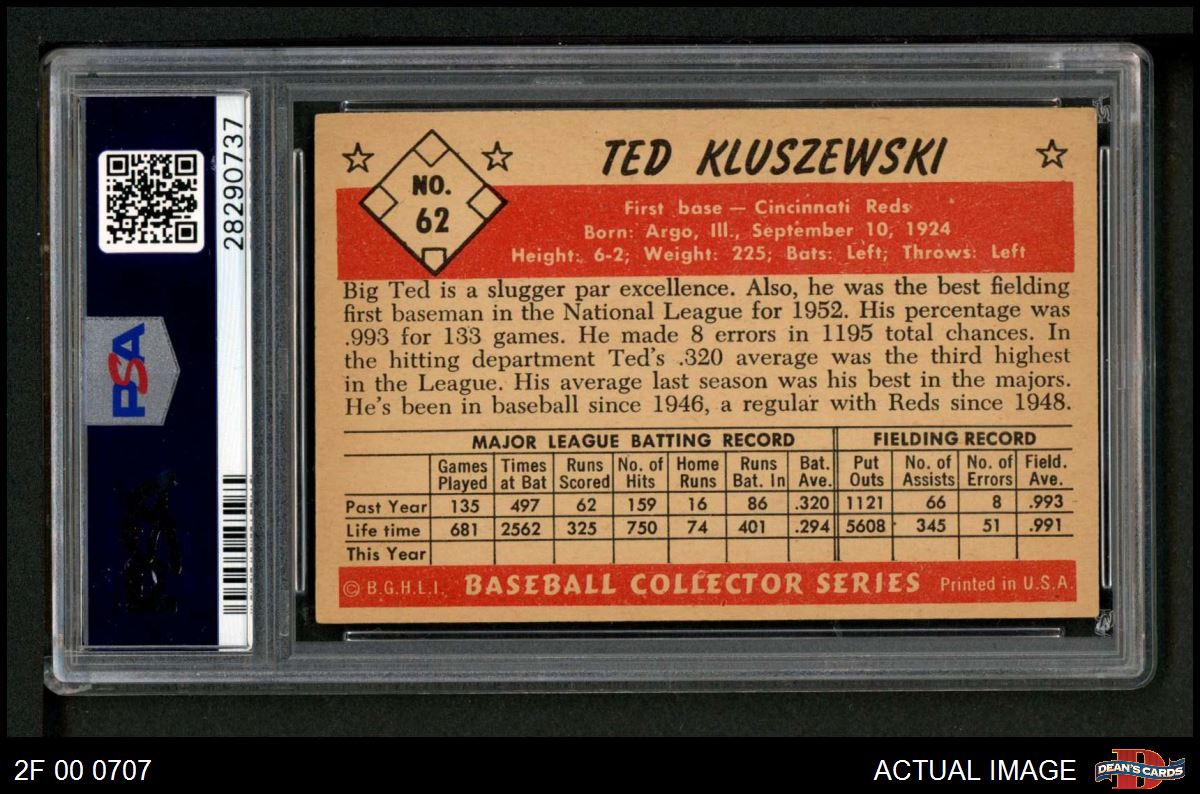 28290737
PSA
NO.
62
TED KLUSZEWSKI
First base — Cincinnati Reds
Born: Argo, Ill., September 10, 1924
Height: 6-2; Weight: 225; Bats: Left; Throws: Left
Big Ted is a slugger par excellence. Also, he was the best fielding
first baseman in the National League for 1952. His percentage was
.993 for 133 games. He made 8 errors in 1195 total chances. In
the hitting department Ted's .320 average was the third highest
in the League. His average last season was his best in the majors.
He's been in baseball since 1946, a regular with Reds since 1948.
MAJOR LEAGUE BATTING RECORD FIELDING RECORD
Games Times Runs No. of Home Runs Bat. Put No. of No. of Field.
Played at Bat Scored Hits Runs Bat. In Ave. Outs Assists Errors Ave.
Past Year 135 497 62 159 16 86 .320 1121 66 8 .993
Life time 681 2562 325 750 74 401 .294 5608 345 51 .991
This Year
© B.G.H.L.I. BASEBALL COLLECTOR SERIES Printed in U.S.A.
2F 00 0707 ACTUAL IMAGE DEAN'S CARDS